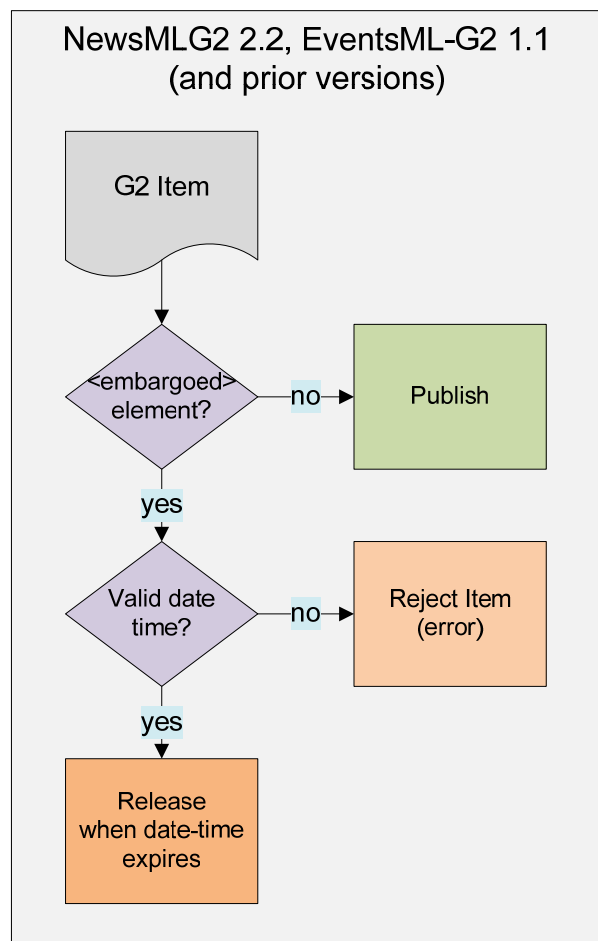 NewsMLG2 2.2, EventsML-G2 1.1
(and prior versions)
G2 Item
<embargoed>
element?
no
Publish
yes
Valid date
time?
no
Reject Item
(error)
yes
Release
when date-time
expires